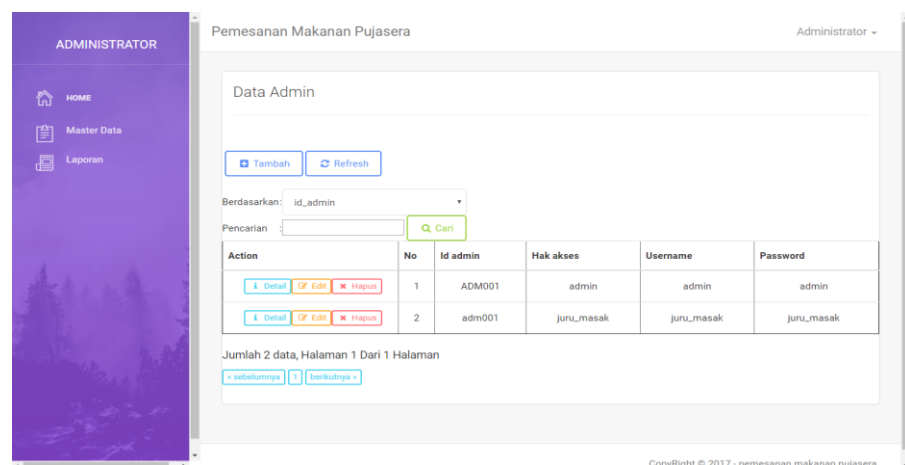 ADMINISTRATOR
HOME
Master Data
Laporan
Pemesanan Makanan Pujasera
Administrator
Data Admin
Tambah Refresh
Berdasarkan: id_admin
Pencarian : Cari
Action No Id admin Hak akses Username Password
Detail Edit Hapus 1 ADM001 admin admin admin
Detail Edit Hapus 2 adm001 juru_masak juru_masak juru_masak
Jumlah 2 data, Halaman 1 Dari 1 Halaman
« sebelumnya 1 berikutnya »
CopyRight © 2017 - pemesanan makanan pujasera